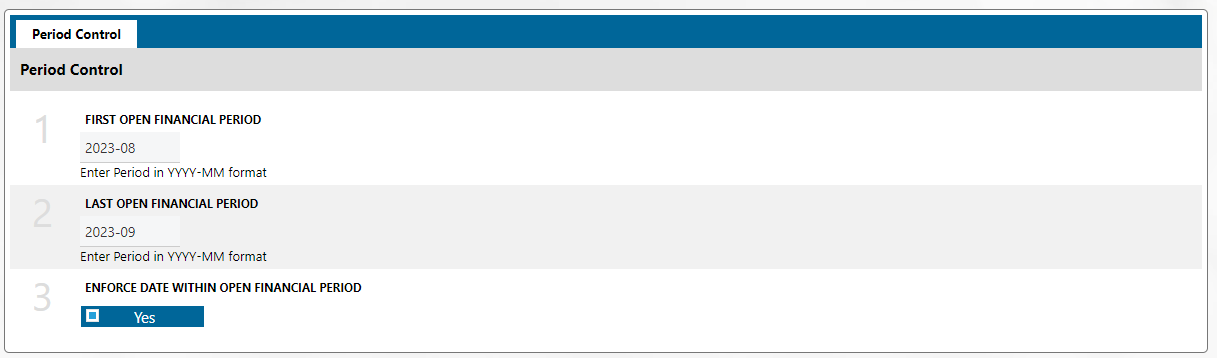 Period Control
Period Control
1
FIRST OPEN FINANCIAL PERIOD
2023-08
Enter Period in YYYY-MM format
2
LAST OPEN FINANCIAL PERIOD
2023-09
Enter Period in YYYY-MM format
3
ENFORCE DATE WITHIN OPEN FINANCIAL PERIOD
Yes